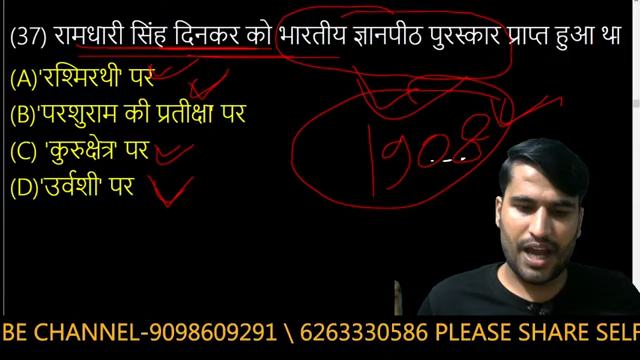 (37) रामधारी सिंह दिनकर को भारतीय ज्ञानपीठ पुरस्कार प्राप्त हुआ था
(A)'रश्मिरथी' पर
(B)'परशुराम की प्रतीक्षा पर
(C) 'कुरुक्षेत्र' पर
(D)'उर्वशी' पर
1908
BE CHANNEL-9098609291 \ 6263330586 PLEASE SHARE SELF